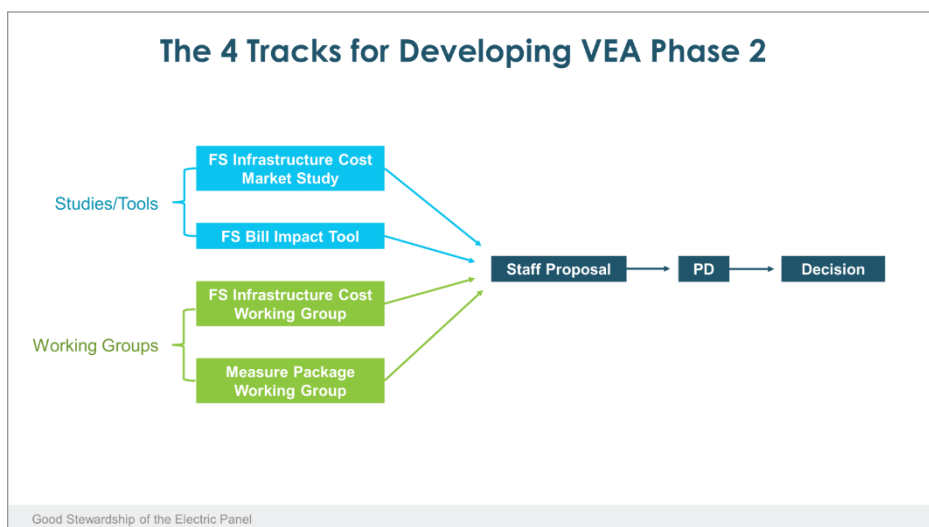 The 4 Tracks for Developing VEA Phase 2
Studies/Tools
FS Infrastructure Cost
Market Study
FS Bill Impact Tool
Working Groups
FS Infrastructure Cost
Working Group
Measure Package
Working Group
Staff Proposal
PD
Decision
Good Stewardship of the Electric Panel